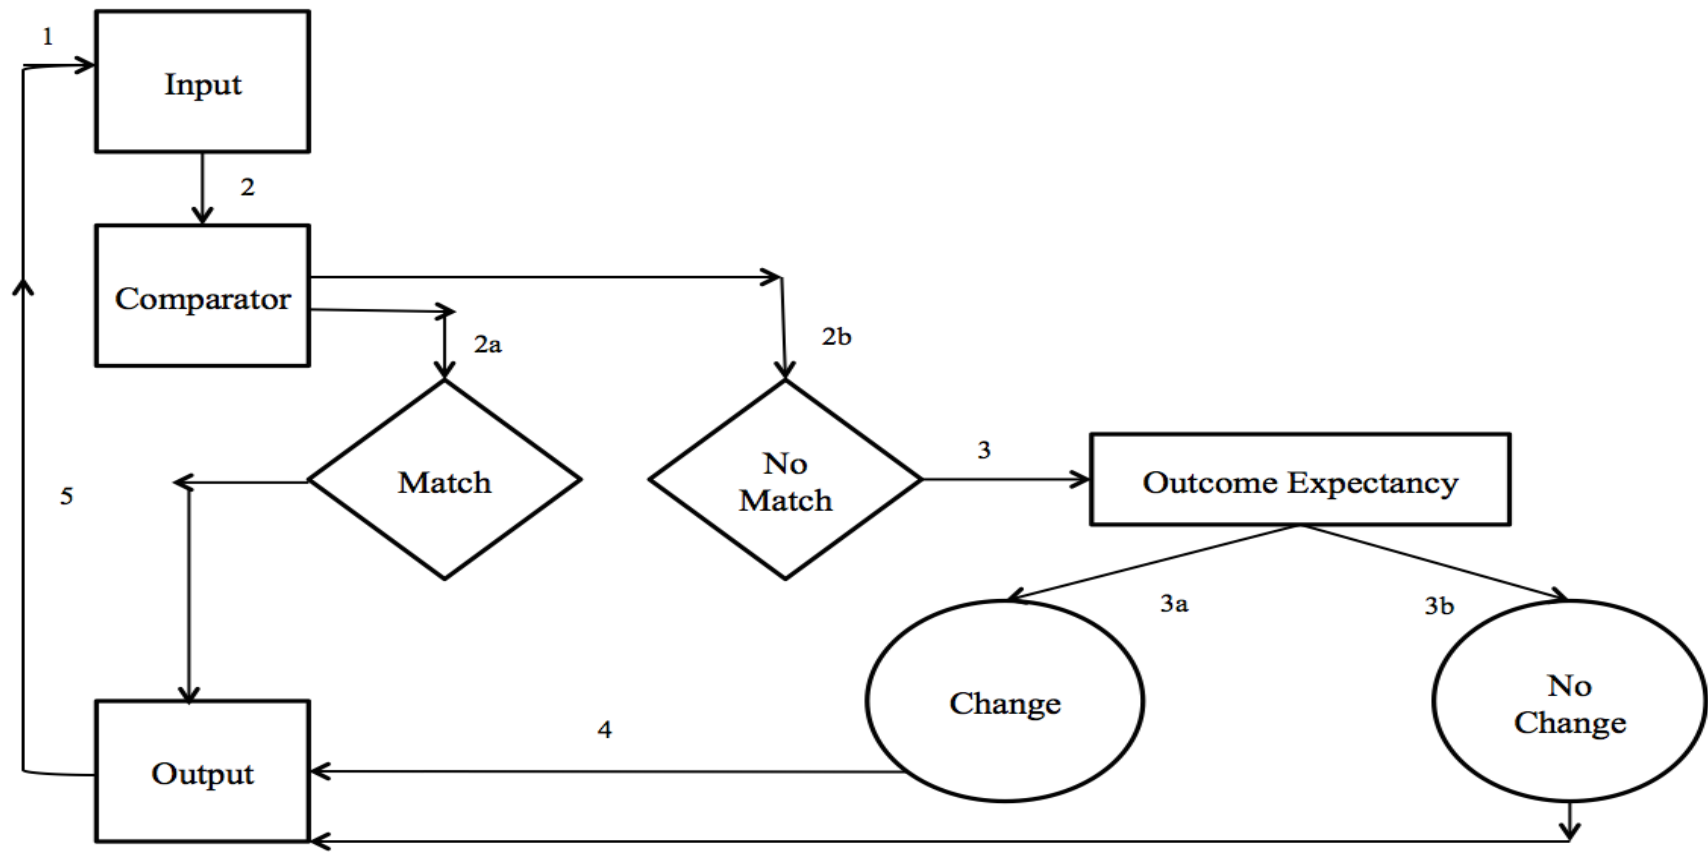 1
Input
2
Comparator
2a
2b
Match
No
Match
3
Outcome Expectancy
3a
3b
5
Change
No
Change
4
Output